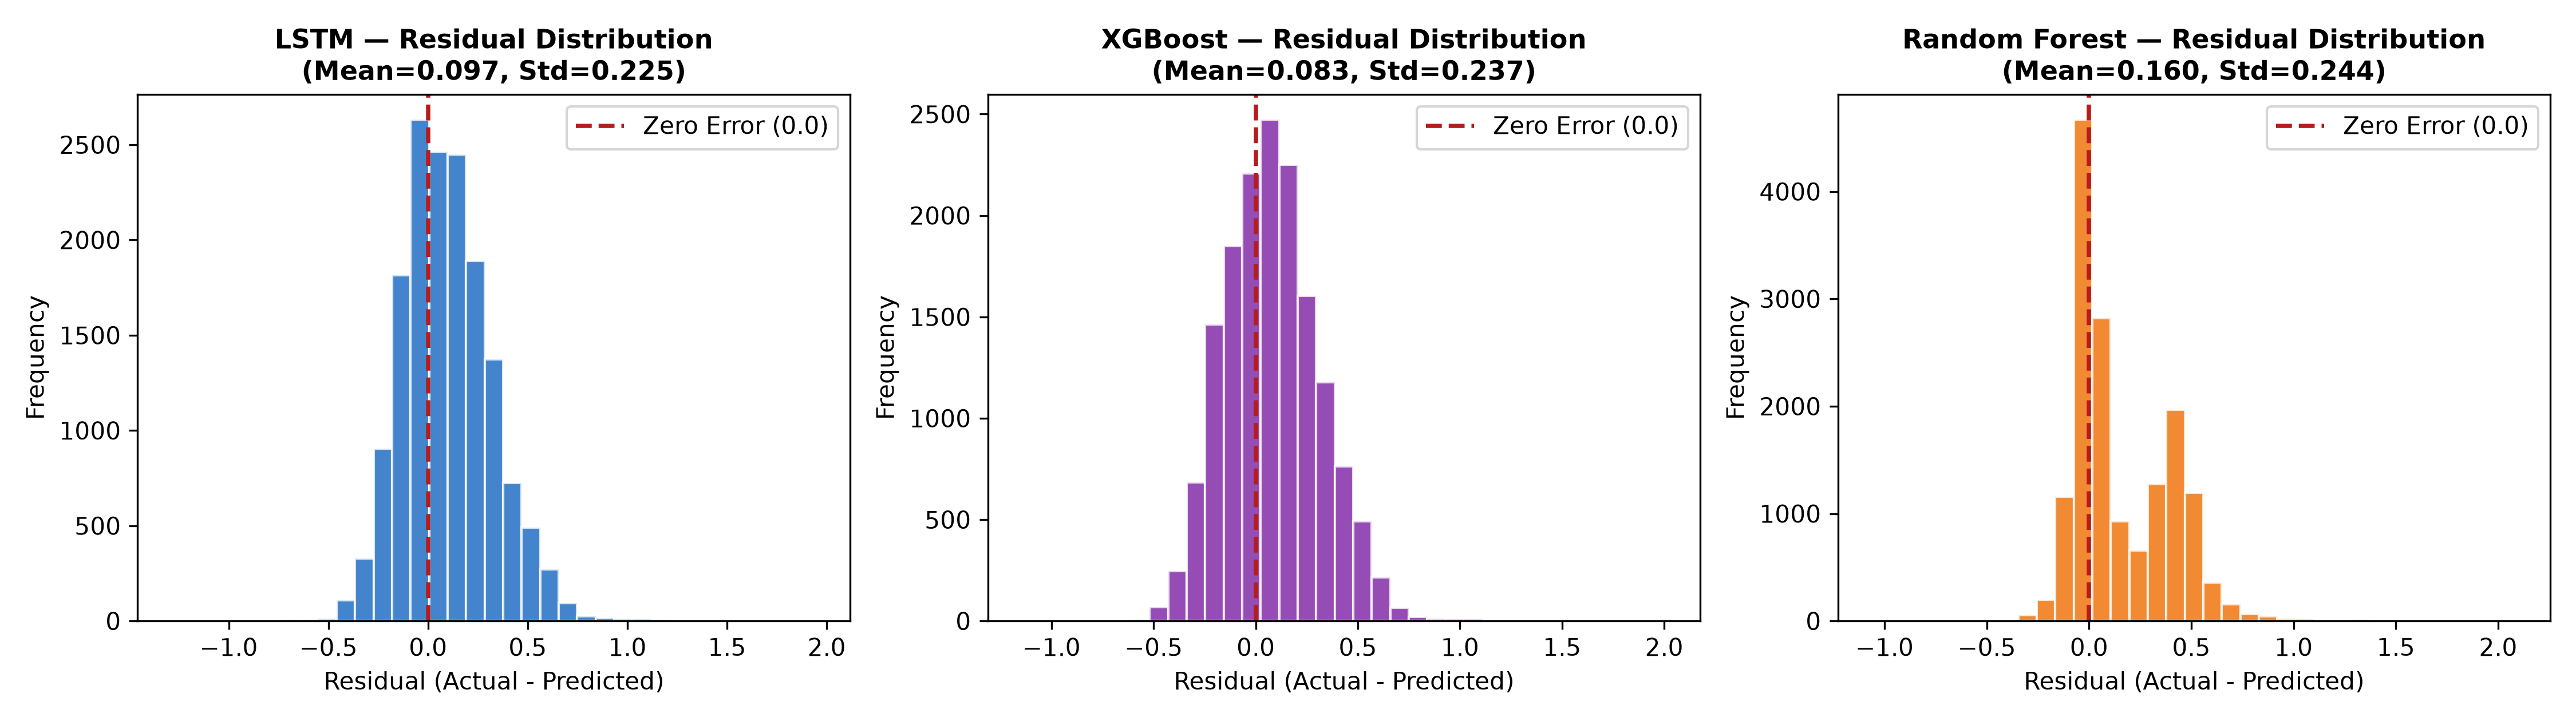 LSTM — Residual Distribution
(Mean=0.097, Std=0.225)
Zero Error (0.0)
2500
2000
1500
1000
500
0
Frequency
−1.0 −0.5 0.0 0.5 1.0 1.5 2.0
Residual (Actual - Predicted)
XGBoost — Residual Distribution
(Mean=0.083, Std=0.237)
Zero Error (0.0)
2500
2000
1500
1000
500
0
Frequency
−1.0 −0.5 0.0 0.5 1.0 1.5 2.0
Residual (Actual - Predicted)
Random Forest — Residual Distribution
(Mean=0.160, Std=0.244)
Zero Error (0.0)
4000
3000
2000
1000
0
Frequency
−1.0 −0.5 0.0 0.5 1.0 1.5 2.0
Residual (Actual - Predicted)